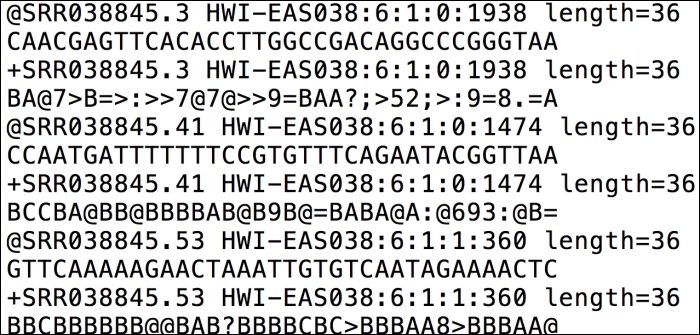 @SRR038845.3 HWI-EAS038:6:1:0:1938 length=36
CAACGAGTTCACACCTTGGCCGACAGGCCCGGGTAA
+SRR038845.3 HWI-EAS038:6:1:0:1938 length=36
BA@7>B=>:>>7@7@>>9=BAA?;>52;>:9=8.=A
@SRR038845.41 HWI-EAS038:6:1:0:1474 length=36
CCAATGATTTTTTTCCGTGTTTCAGAATACGGTTAA
+SRR038845.41 HWI-EAS038:6:1:0:1474 length=36
BCCBA@BB@BBBBAB@B9B@=BABA@A:@693:@B=
@SRR038845.53 HWI-EAS038:6:1:1:360 length=36
GTTCAAAAAGAACTAAATTGTGTCAATAGAAAACTC
+SRR038845.53 HWI-EAS038:6:1:1:360 length=36
BBCBBBBBB@@BAB?BBBBCBC>BBBAA8>BBBAA@